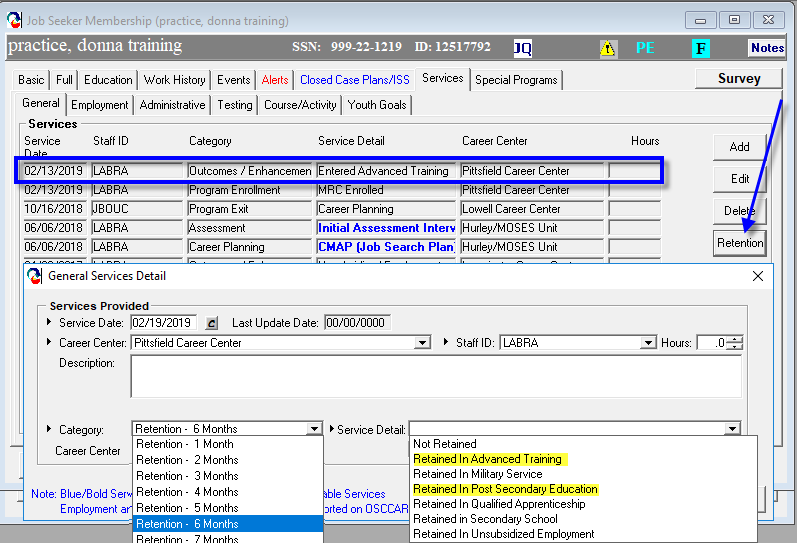 Job Seeker Membership (practice, donna training)
practice, donna training SSN: 999-22-1219 ID: 12517792 JQ PE F Notes
Basic Full Education Work History Events Alerts Closed Case Plans/ISS Services Special Programs Survey
General Employment Administrative Testing Course/Activity Youth Goals
Services
Service Date Staff ID Category Service Detail Career Center Hours
02/13/2019 LABRA Outcomes / Enhancemen Entered Advanced Training Pittsfield Career Center
02/13/2019 LABRA Program Enrollment MRC Enrolled Pittsfield Career Center
10/16/2018 JBOUC Program Exit Career Planning Lowell Career Center
06/06/2018 LABRA Assessment Initial Assessment Interv Hurley/MOSES Unit
06/06/2018 LABRA Career Planning CMAP (Job Search Plan) Hurley/MOSES Unit
Add
Edit
Delete
Retention
General Services Detail
Services Provided
Service Date: 02/19/2019 Last Update Date: 00/00/0000
Career Center: Pittsfield Career Center Staff ID: LABRA Hours: .0
Description:
Category: Retention - 6 Months Service Detail:
Career Center
Retention - 1 Month
Retention - 2 Months
Retention - 3 Months
Retention - 4 Months
Retention - 5 Months
Retention - 6 Months
Retention - 7 Months
Not Retained
Retained In Advanced Training
Retained In Military Service
Retained In Post Secondary Education
Retained In Qualified Apprenticeship
Retained in Secondary School
Retained In Unsubsidized Employment
Note: Blue/Bold Serv able Services
Employment an orted on OSCCAR